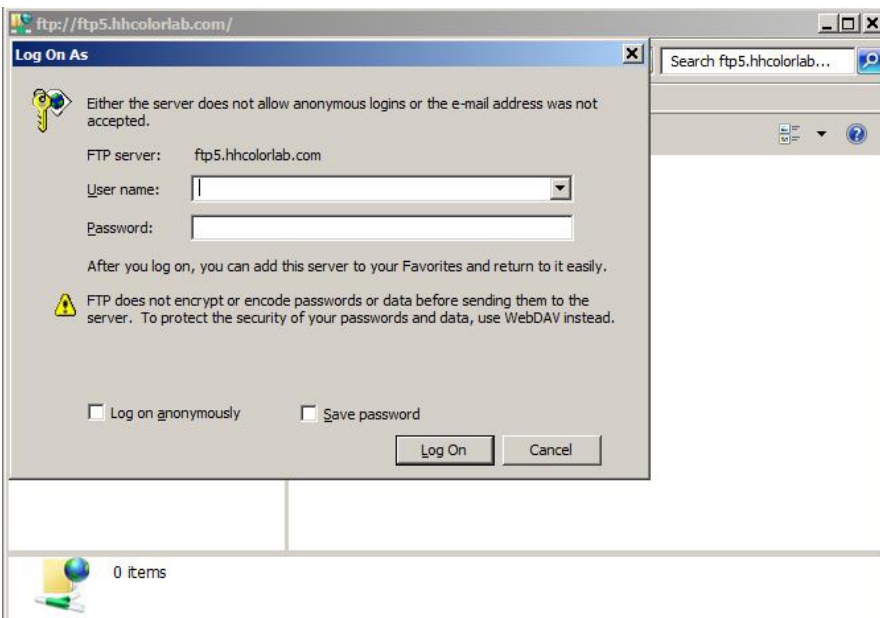 ftp://ftp5.hhcolorlab.com/
Log On As
Search ftp5.hhcolorlab...
Either the server does not allow anonymous logins or the e-mail address was not
accepted.
FTP server: ftp5.hhcolorlab.com
User name:
Password:
After you log on, you can add this server to your Favorites and return to it easily.
FTP does not encrypt or encode passwords or data before sending them to the
server. To protect the security of your passwords and data, use WebDAV instead.
Log on anonymously
Save password
Log On
Cancel
0 items